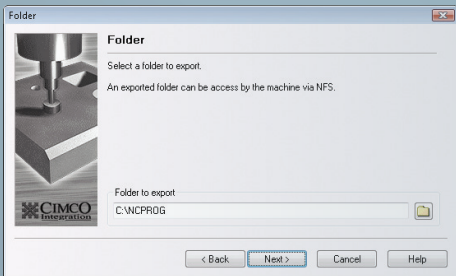 Folder
Folder
Select a folder to export.
An exported folder can be access by the machine via NFS.
Folder to export
C:\NCPROG
CIMCO
Integration
< Back
Next >
Cancel
Help